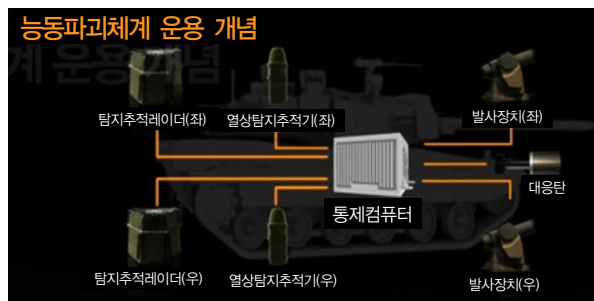 능동파괴체계 운용 개념
계 운용 개념
탐지추적레이더(좌)
열상탐지추적기(좌)
발사장치(좌)
대응탄
통제컴퓨터
탐지추적레이더(우)
열상탐지추적기(우)
발사장치(우)